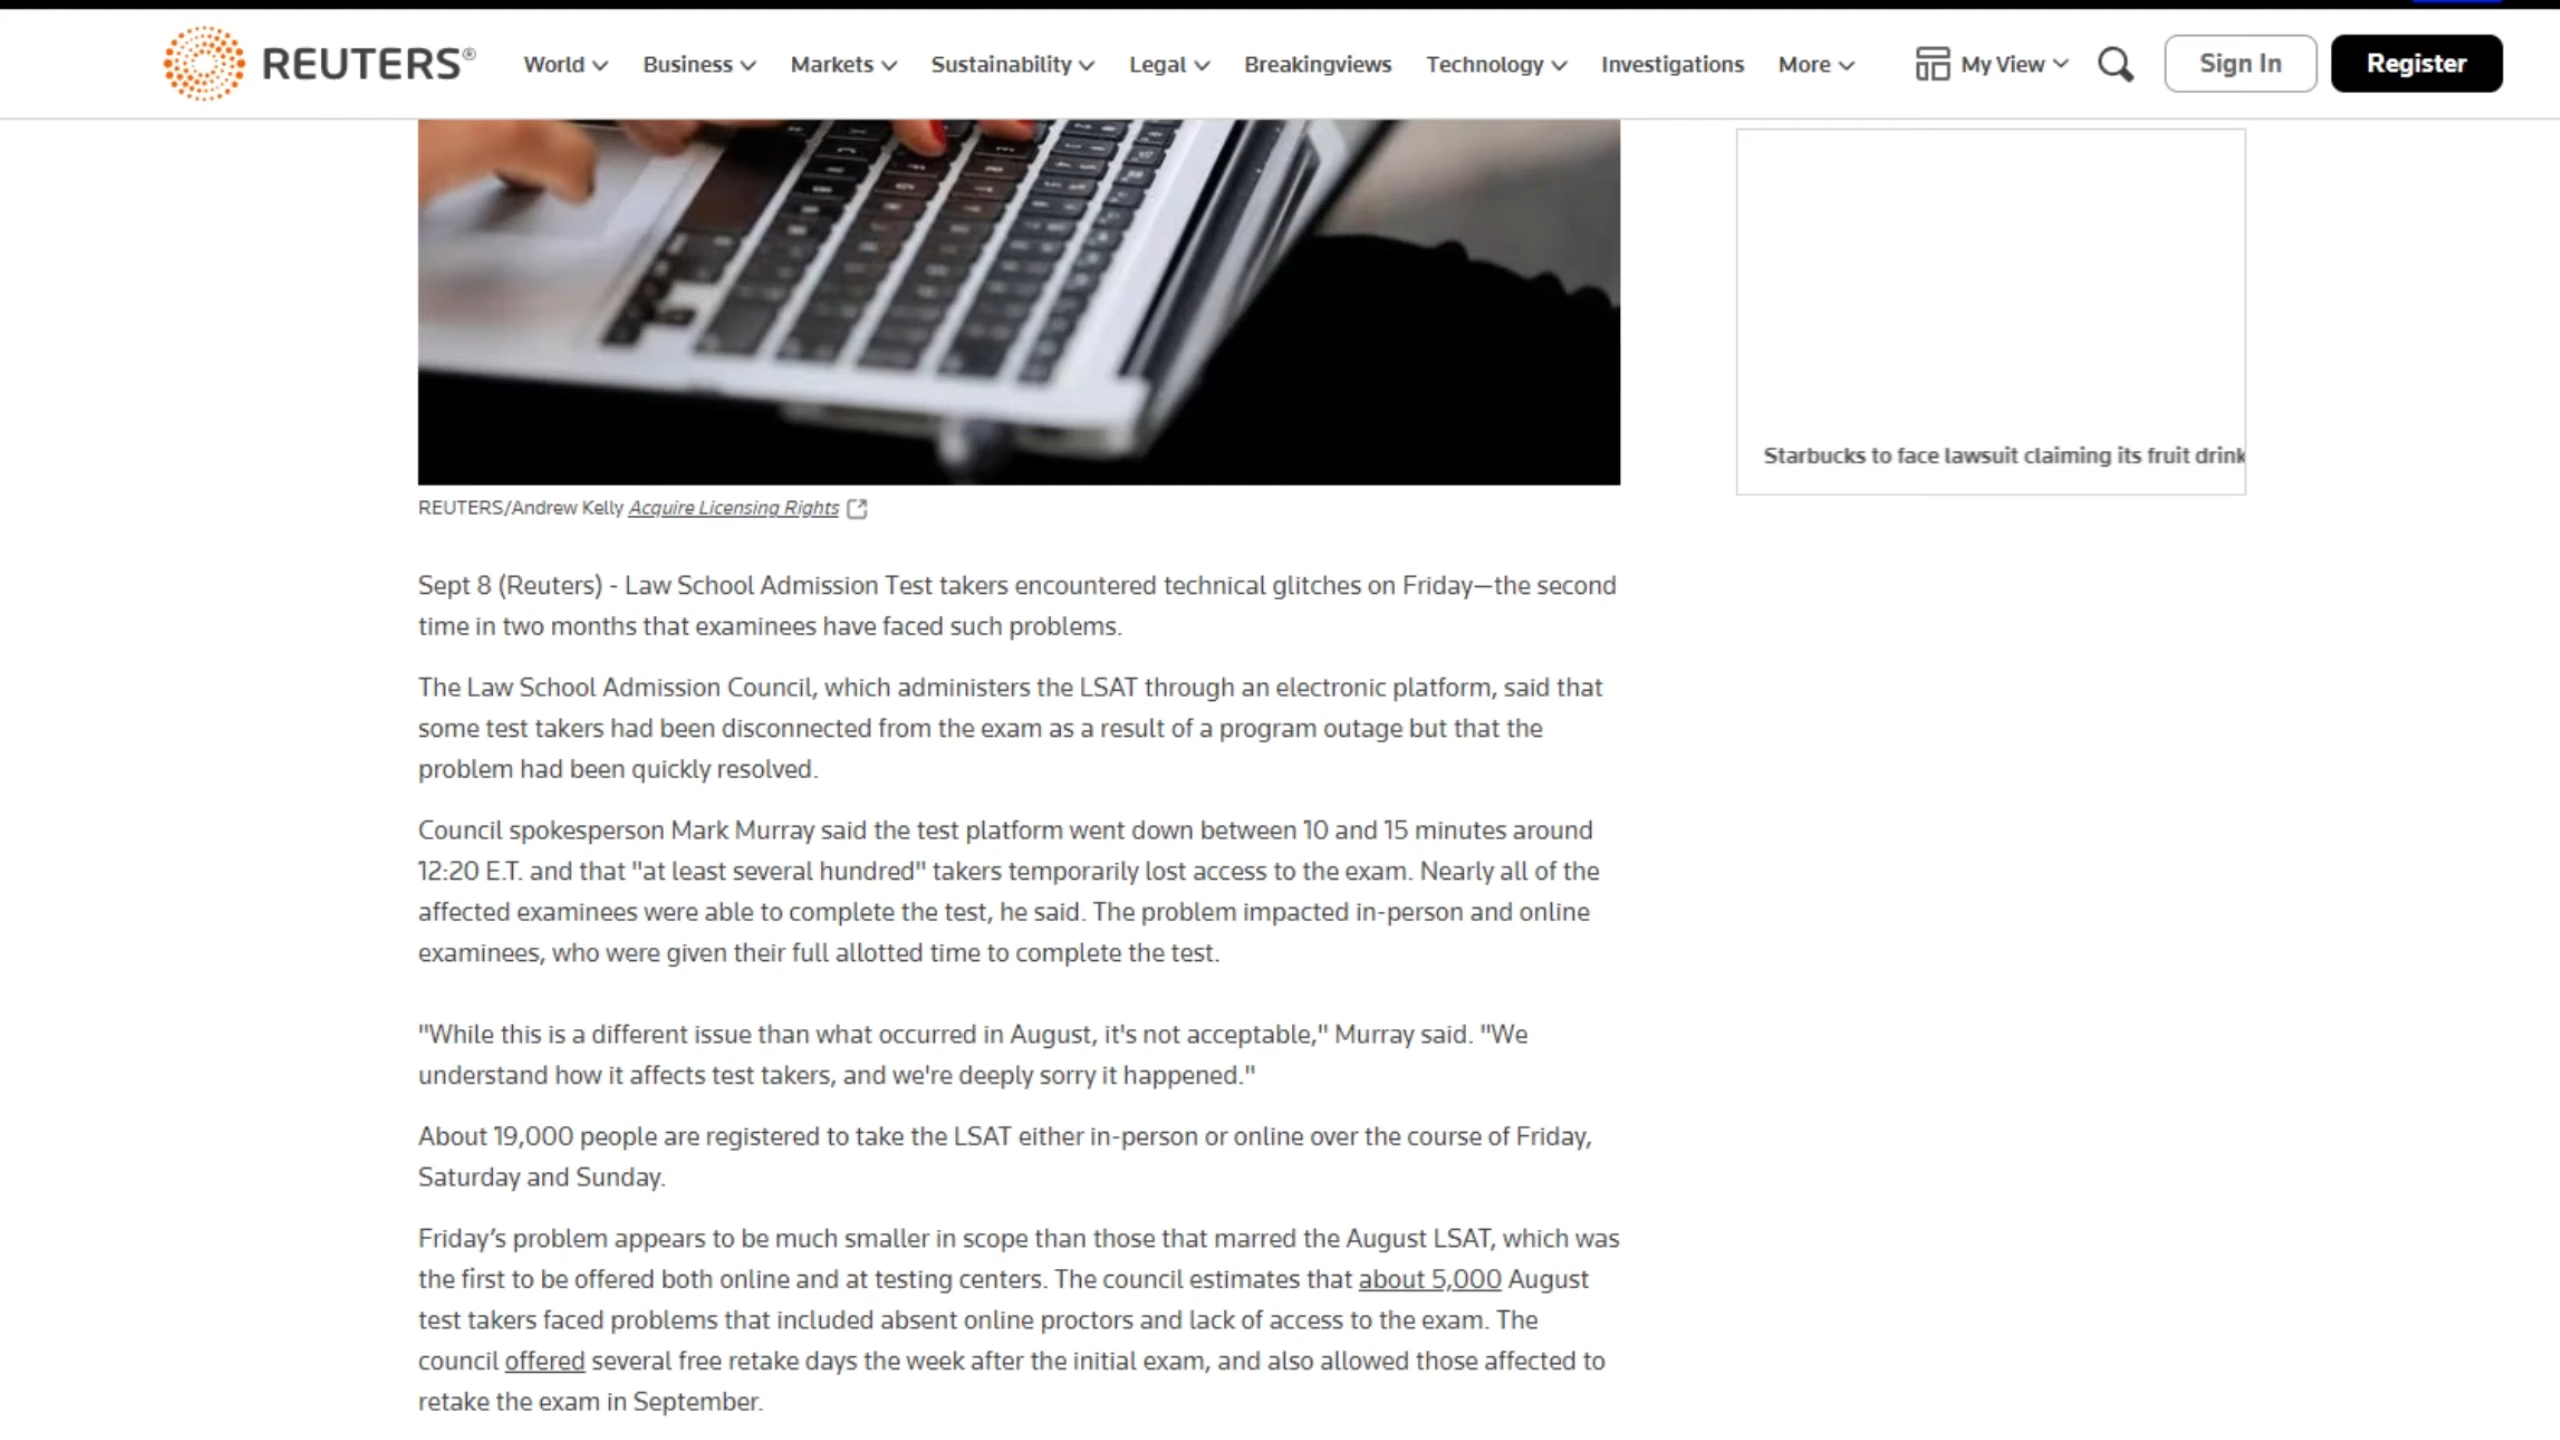 REUTERS®
World Business Markets Sustainability Legal Breakingviews Technology Investigations More My View Sign In Register
Starbucks to face lawsuit claiming its fruit drink
REUTERS/Andrew Kelly Acquire Licensing Rights
Sept 8 (Reuters) - Law School Admission Test takers encountered technical glitches on Friday—the second
time in two months that examinees have faced such problems.
The Law School Admission Council, which administers the LSAT through an electronic platform, said that
some test takers had been disconnected from the exam as a result of a program outage but that the
problem had been quickly resolved.
Council spokesperson Mark Murray said the test platform went down between 10 and 15 minutes around
12:20 E.T. and that "at least several hundred" takers temporarily lost access to the exam. Nearly all of the
affected examinees were able to complete the test, he said. The problem impacted in-person and online
examinees, who were given their full allotted time to complete the test.
"While this is a different issue than what occurred in August, it's not acceptable," Murray said. "We
understand how it affects test takers, and we're deeply sorry it happened."
About 19,000 people are registered to take the LSAT either in-person or online over the course of Friday,
Saturday and Sunday.
Friday’s problem appears to be much smaller in scope than those that marred the August LSAT, which was
the first to be offered both online and at testing centers. The council estimates that about 5,000 August
test takers faced problems that included absent online proctors and lack of access to the exam. The
council offered several free retake days the week after the initial exam, and also allowed those affected to
retake the exam in September.